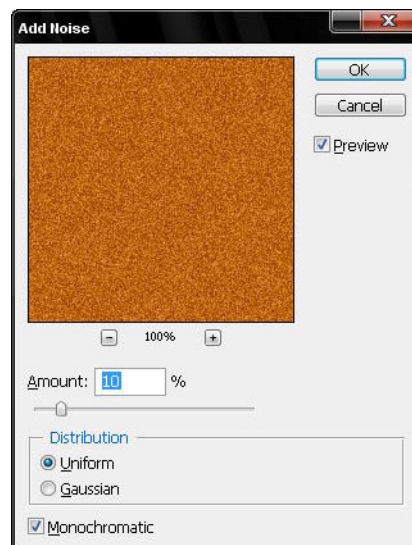 Add Noise
OK
Cancel
Preview
100%
Amount: 10 %
Distribution
Uniform
Gaussian
Monochromatic